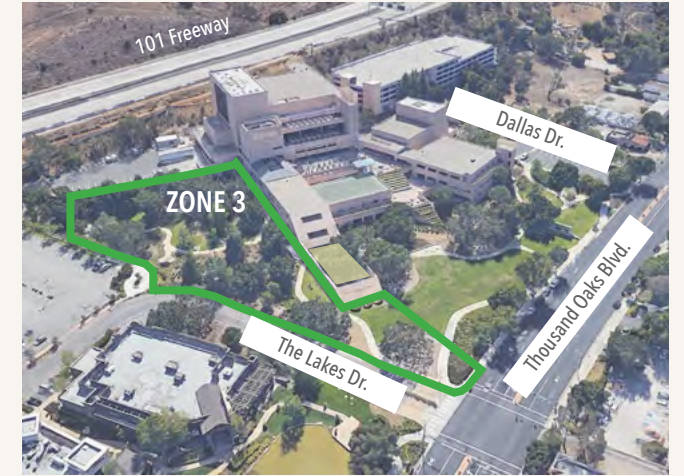 101 Freeway
Dallas Dr.
ZONE 3
Thousand Oaks Blvd.
The Lakes Dr.